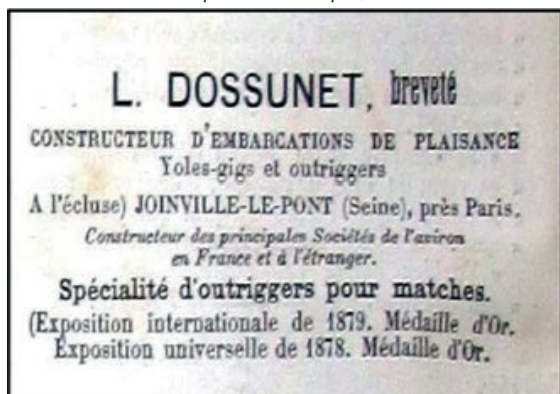 L. DOSSUNET, breveté
CONSTRUCTEUR D'EMBARCATIONS DE PLAISANCE
Yoles-gigs et outriggers
A l'écluse) JOINVILLE-LE-PONT (Seine), près Paris.
Constructeur des principales Sociétés de l'aviron
en France et à l'étranger.
Spécialité d'outriggers pour matches.
(Exposition internationale de 1879. Médaille d'Or.
Exposition universelle de 1878. Médaille d'Or.